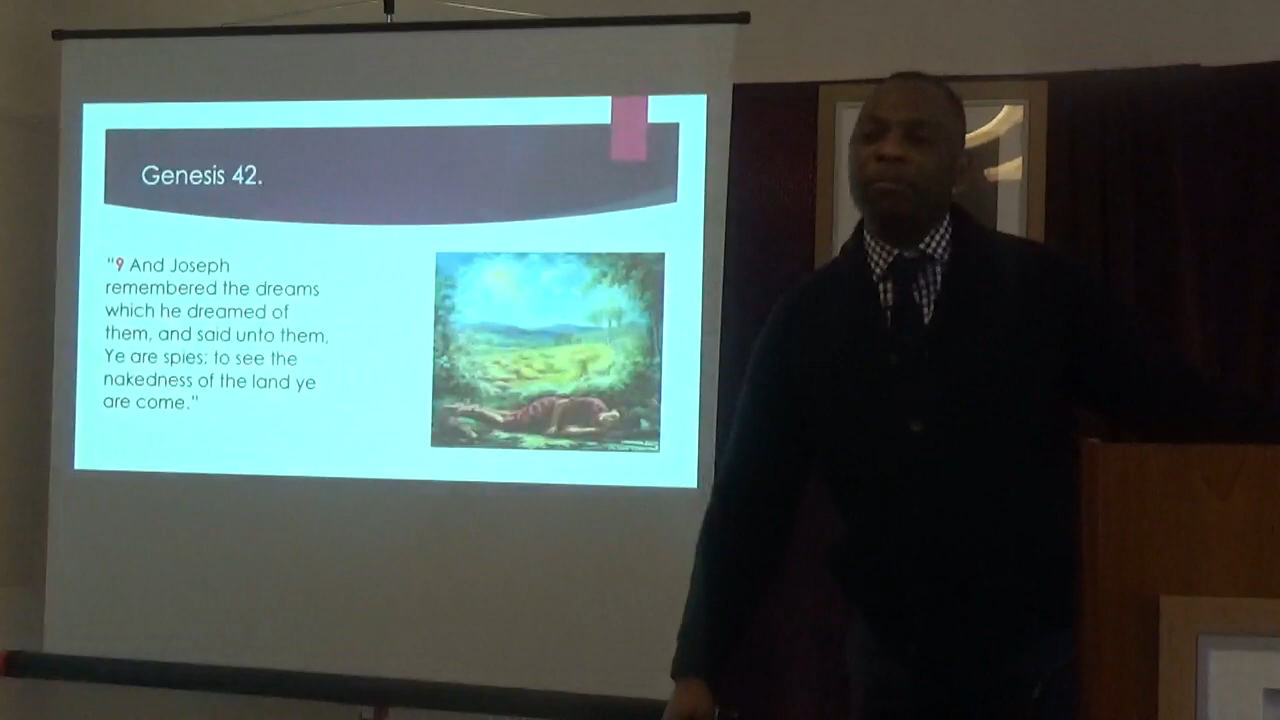 Genesis 42.
"9 And Joseph
remembered the dreams
which he dreamed of
them, and said unto them,
Ye are spies; to see the
nakedness of the land ye
are come."